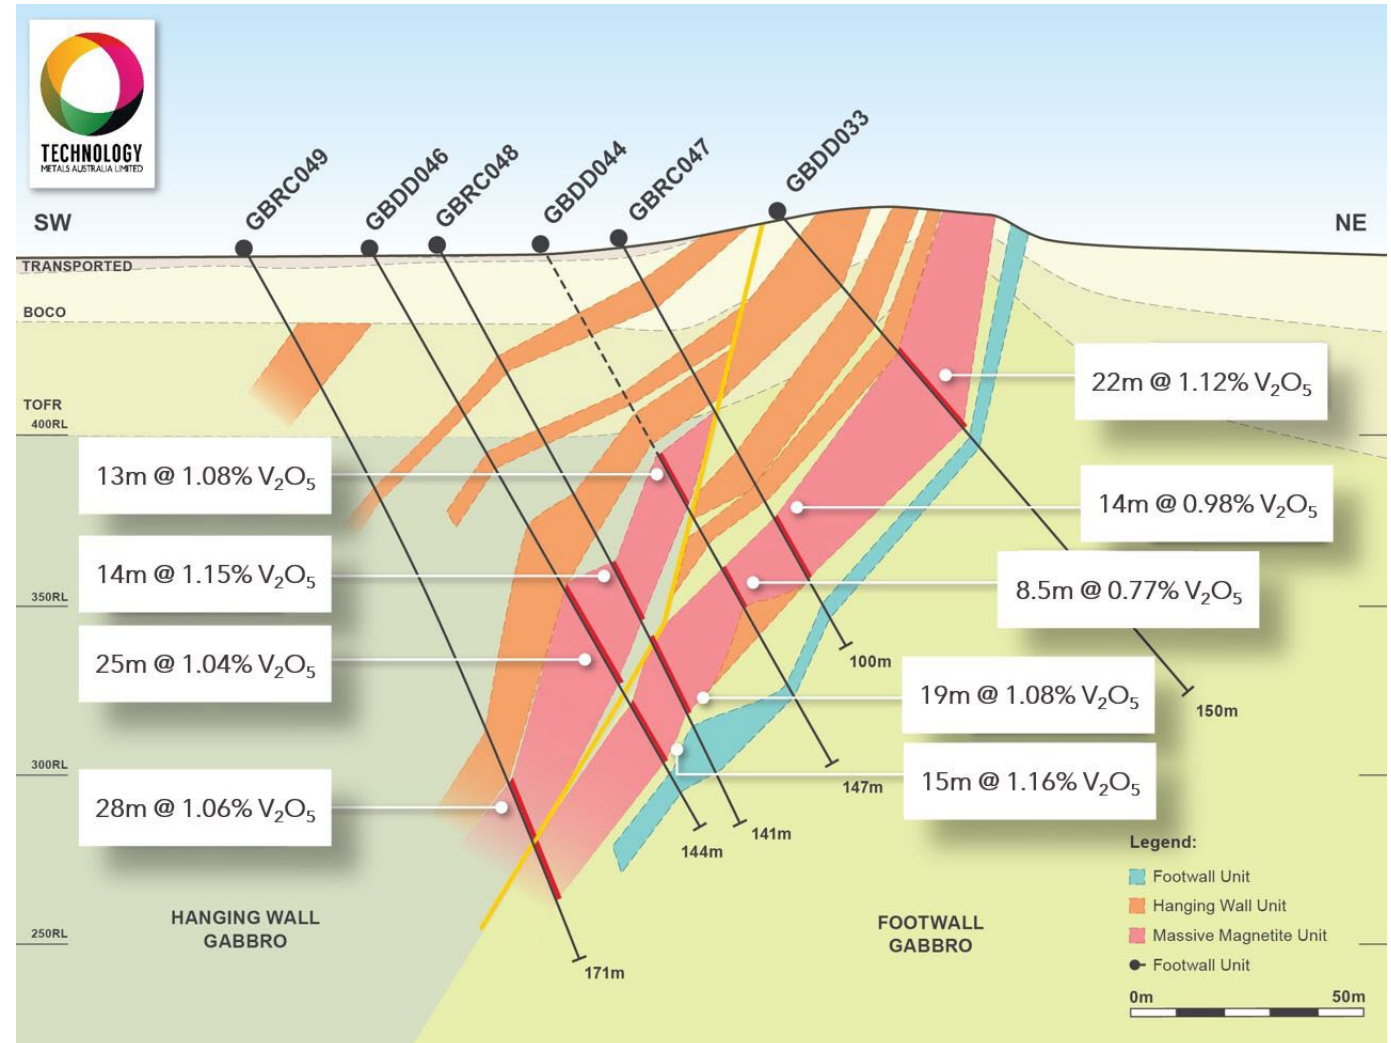 TECHNOLOGY
METALS AUSTRALIA LIMITED
SW
GBRC049
GBDD046
GBRC048
GBDD044
GBRC047
GBDD033
NE
TRANSPORTED
BOCO
TOFR
400RL
350RL
300RL
250RL
13m @ 1.08% V₂O₅
14m @ 1.15% V₂O₅
25m @ 1.04% V₂O₅
28m @ 1.06% V₂O₅
22m @ 1.12% V₂O₅
14m @ 0.98% V₂O₅
8.5m @ 0.77% V₂O₅
19m @ 1.08% V₂O₅
15m @ 1.16% V₂O₅
100m
150m
147m
141m
144m
171m
HANGING WALL
GABBRO
FOOTWALL
GABBRO
Legend:
Footwall Unit
Hanging Wall Unit
Massive Magnetite Unit
Footwall Unit
0m 50m